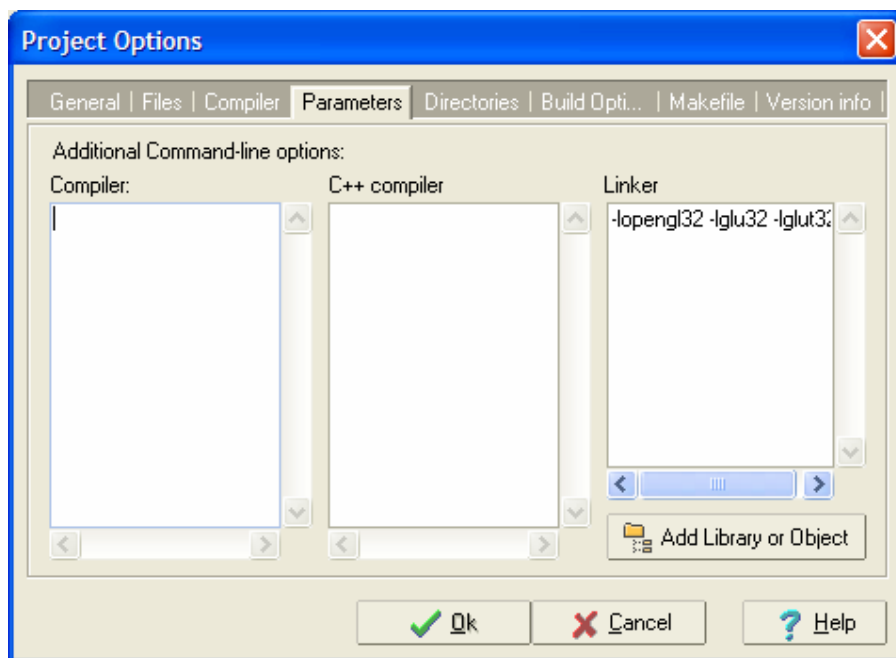 Project Options
General | Files | Compiler | Parameters | Directories | Build Opti... | Makefile | Version info |
Additional Command-line options:
Compiler: C++ compiler Linker
-lopengl32 -lglu32 -lglut32
Add Library or Object
Ok Cancel Help